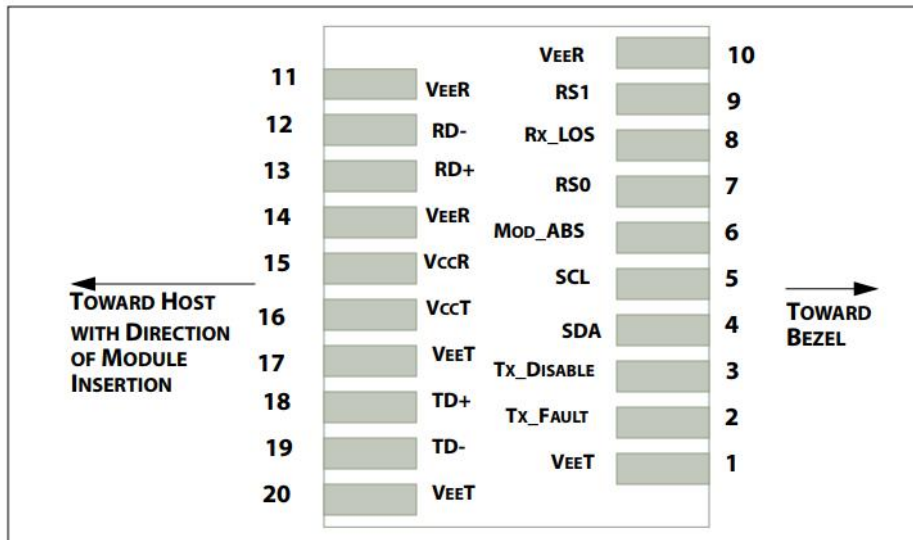 VEER 10
11 VEER
RS1 9
12 RD-
Rx_LOS 8
13 RD+
RS0 7
14 VEER
MOD_ABS 6
15 VCCR
SCL 5
TOWARD HOST
WITH DIRECTION
OF MODULE
INSERTION
16 VCCT
SDA 4
TOWARD
BEZEL
17 VEET
TX_DISABLE 3
18 TD+
TX_FAULT 2
19 TD-
VEET 1
20 VEET